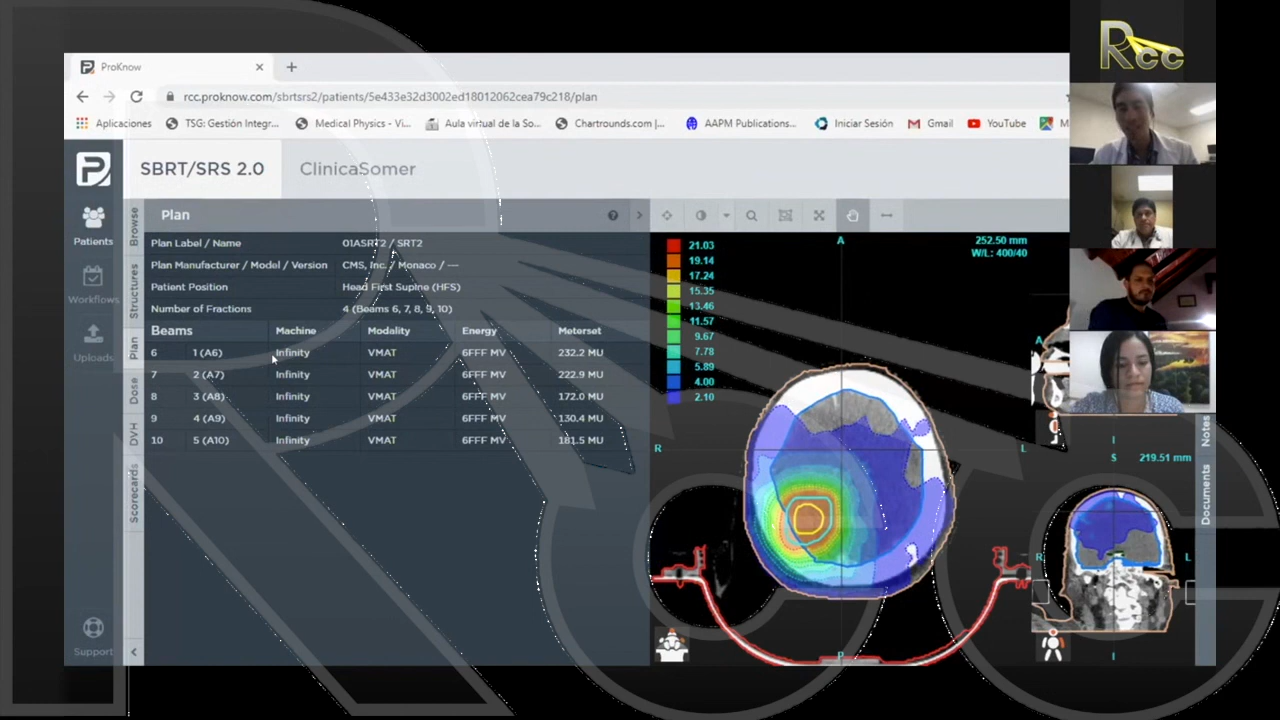 ProKnow
rcc.proknow.com/sbrtsrs2/patients/5e433e32d3002ed18012062cea79c218/plan
Aplicaciones TSG: Gestión Integr... Medical Physics - Vi... Aula virtual de la So... Chartrounds.com |... AAPM Publications... Iniciar Sesión Gmail YouTube M
Rcc
SBRT/SRS 2.0 ClinicaSomer
Patients
Workflows
Uploads
Support
Browse
Structures
Plan
Dose
DVH
Scorecards
Plan
Plan Label / Name 01ASRT2 / SRT2
Plan Manufacturer / Model / Version CMS, Inc. / Monaco / ---
Patient Position Head First Supine (HFS)
Number of Fractions 4 (Beams 6, 7, 8, 9, 10)
Beams Machine Modality Energy Meterset
6 1 (A6) Infinity VMAT 6FFF MV 232.2 MU
7 2 (A7) Infinity VMAT 6FFF MV 222.9 MU
8 3 (A8) Infinity VMAT 6FFF MV 172.0 MU
9 4 (A9) Infinity VMAT 6FFF MV 130.4 MU
10 5 (A10) Infinity VMAT 6FFF MV 181.5 MU
21.03
19.14
17.24
15.35
13.46
11.57
9.67
7.78
5.89
4.00
2.10
A
252.50 mm
W/L: 400/40
R
L
P
A
I
S 219.51 mm
R
L
I
Notes
Documents